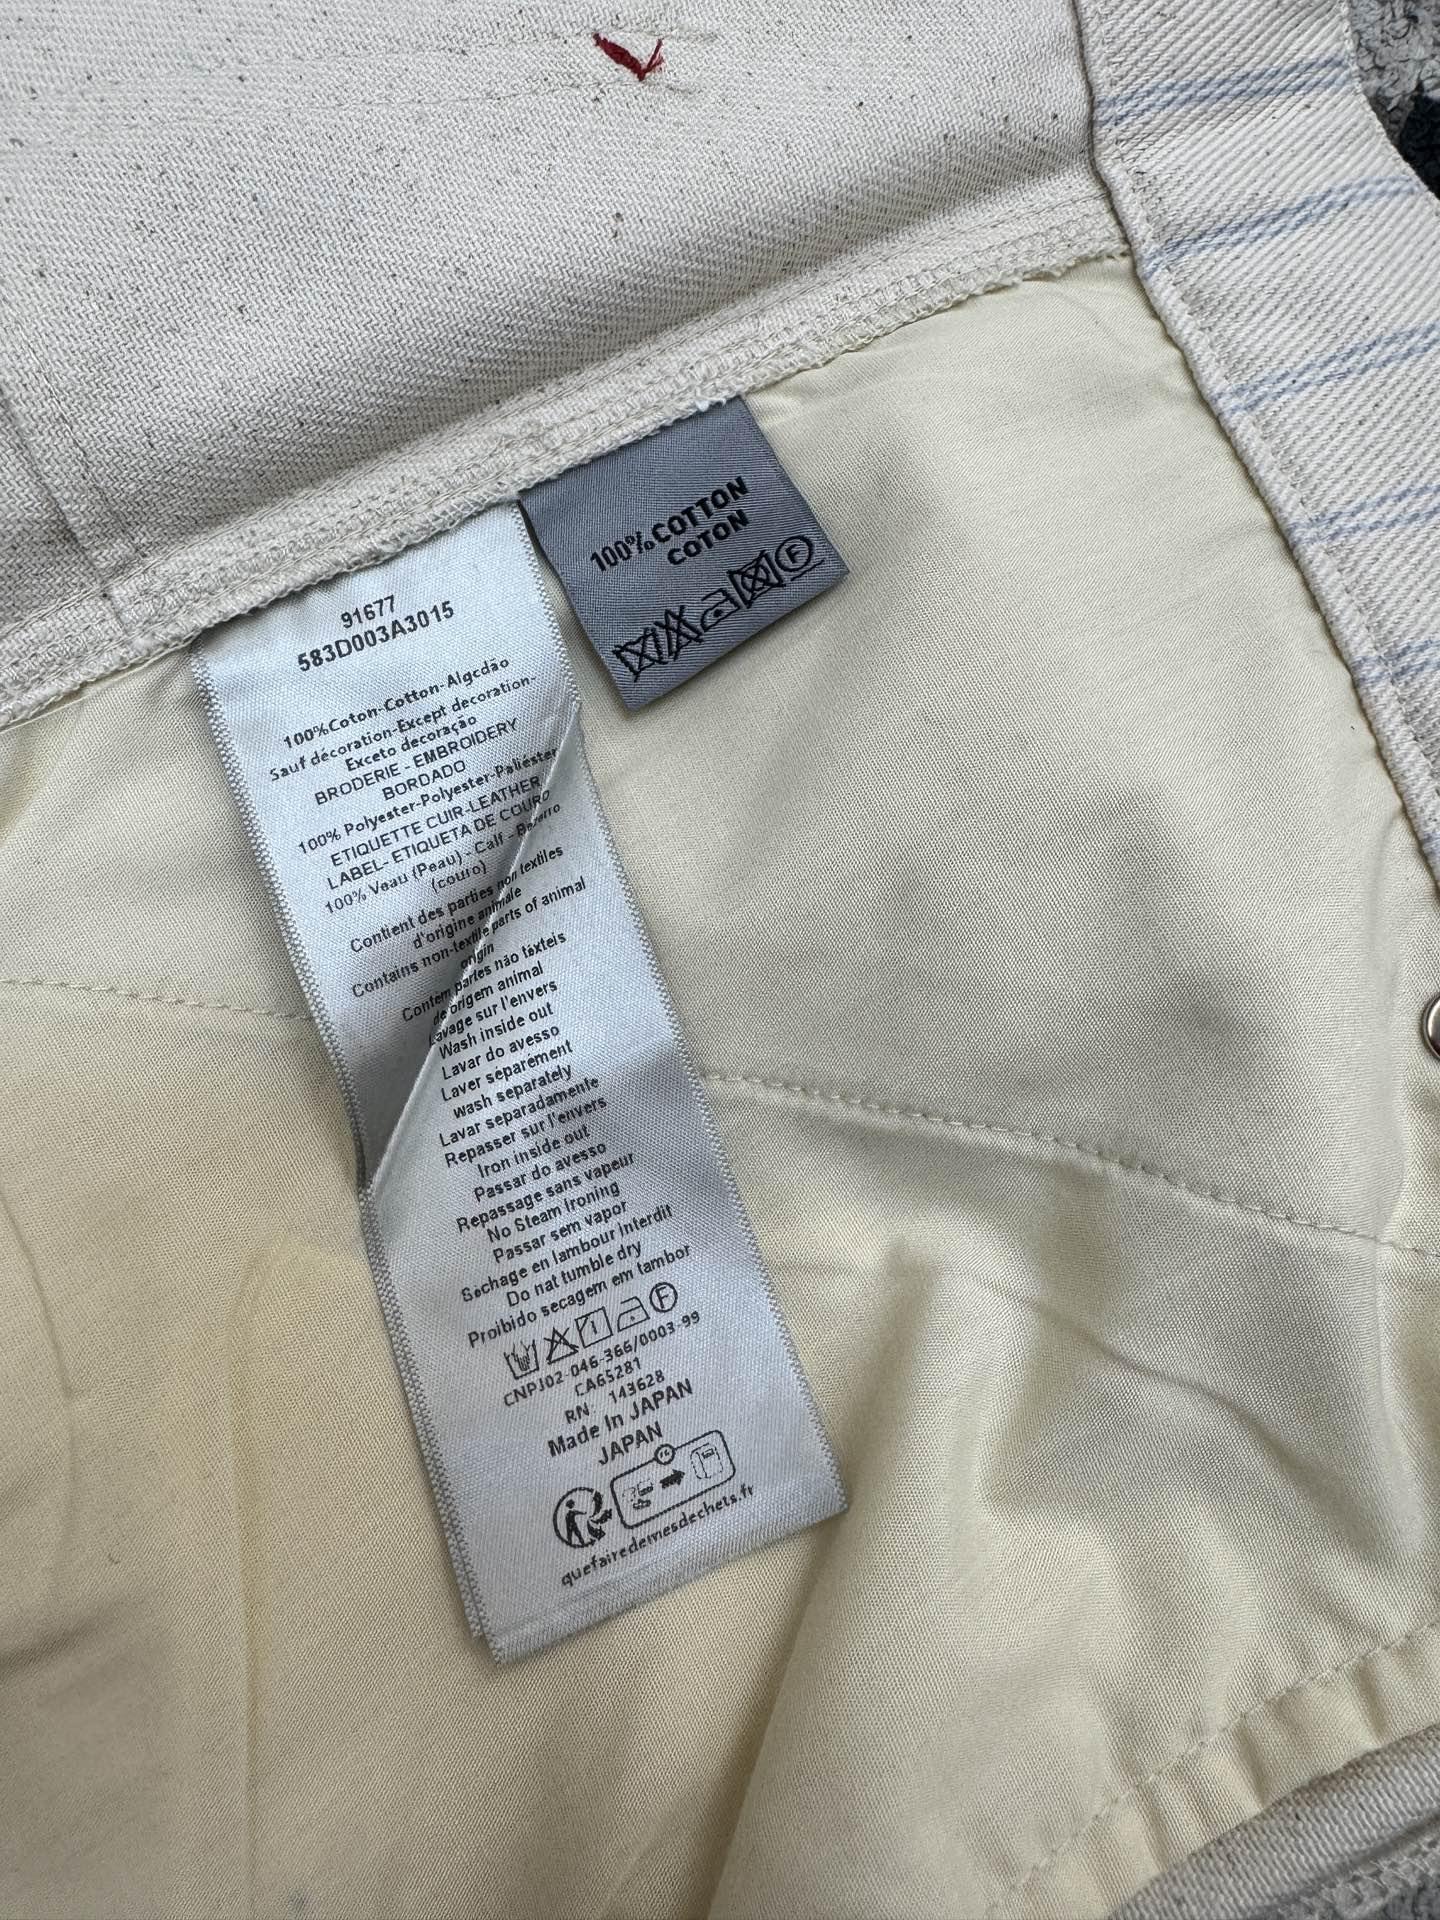 100% COTTON
COTON
F
91677
583D003A3015
100%Coton-Cotton-Algcdão
Sauf décoration-Except decoration-
Exceto decoração
BRODERIE - EMBROIDERY
BORDADO
100% Polyester-Polyester-Paliéster
ETIQUETTE CUIR-LEATHER
LABEL- ETIQUETA DE COURO
100% Veau (Peau) - Calf - Bezerro
(couro)
Contient des parties non textiles
d'origine animale
Contains non-textile parts of animal
origin
Contem partes não têxteis
de origem animal
Lavage sur l'envers
Wash inside out
Lavar do avesso
Laver séparément
wash separately
Lavar separadamente
Repasser sur l'envers
Iron inside out
Passar do avesso
Repassage sans vapeur
No Steam Ironing
Passar sem vapor
Séchage en lambour Interdit
Do nat tumble dry
Proibido secagem em tambor
F
CNPJ02-046-366/0003-99
CA65281
RN: 143628
Made In JAPAN
JAPAN
quefairedemesdechets.fr